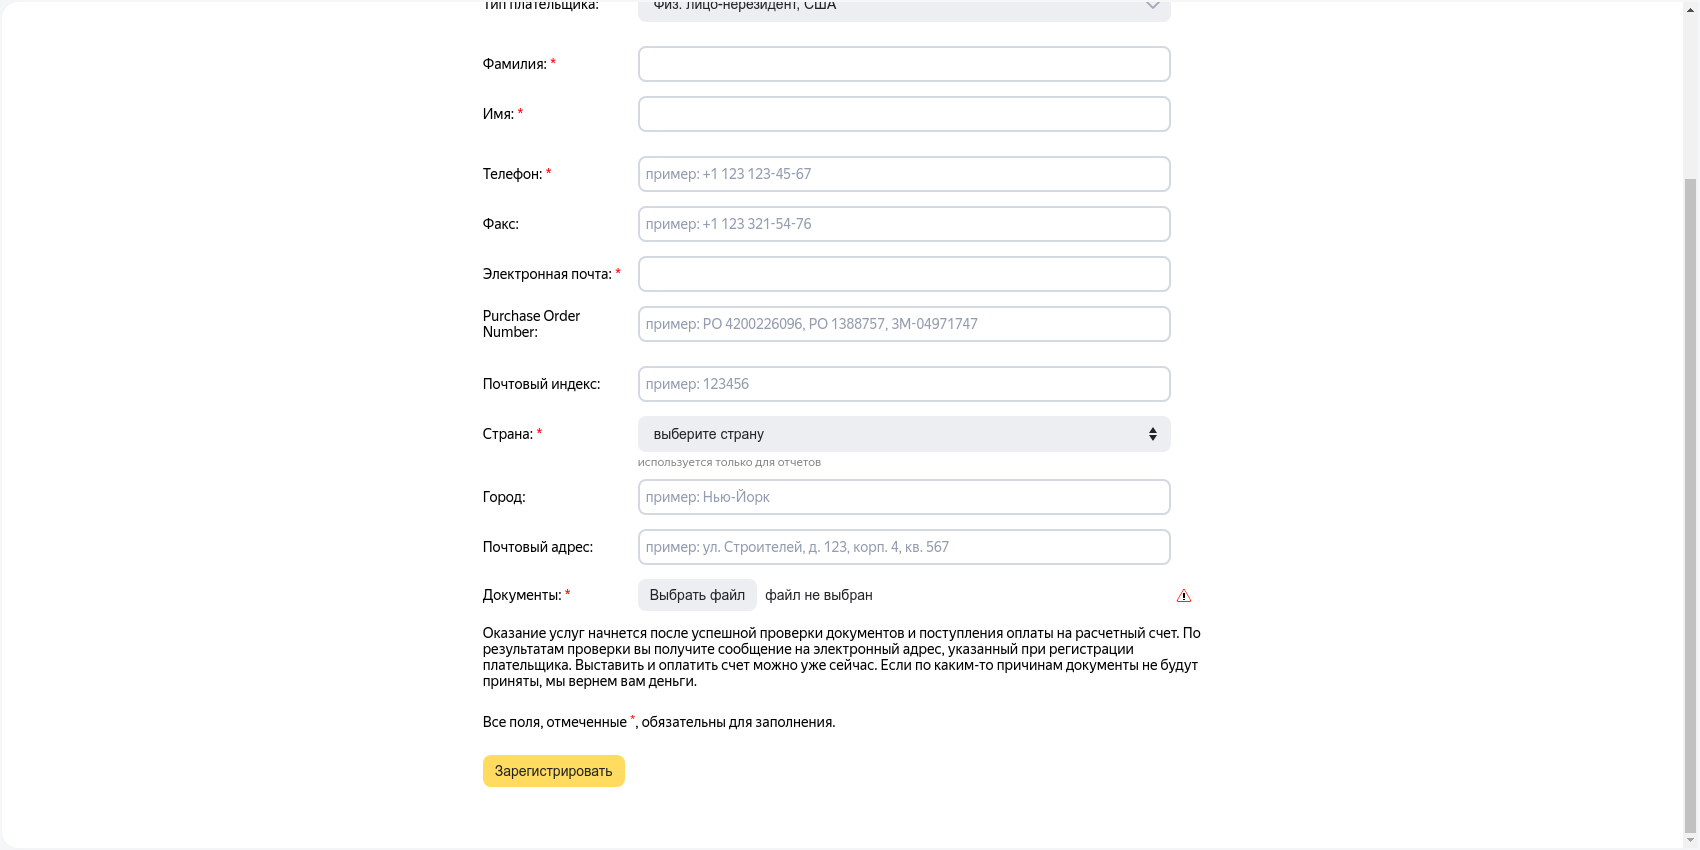 Тип плательщика: Физ. лицо-нерезидент, США
Фамилия: *
Имя: *
Телефон: * пример: +1 123 123-45-67
Факс: пример: +1 123 321-54-76
Электронная почта: *
Purchase Order
Number: пример: PO 4200226096, PO 1388757, 3M-04971747
Почтовый индекс: пример: 123456
Страна: * выберите страну
используется только для отчетов
Город: пример: Нью-Йорк
Почтовый адрес: пример: ул. Строителей, д. 123, корп. 4, кв. 567
Документы: * Выбрать файл файл не выбран
Оказание услуг начнется после успешной проверки документов и поступления оплаты на расчетный счет. По
результатам проверки вы получите сообщение на электронный адрес, указанный при регистрации
плательщика. Выставить и оплатить счет можно уже сейчас. Если по каким-то причинам документы не будут
приняты, мы вернем вам деньги.
Все поля, отмеченные *, обязательны для заполнения.
Зарегистрировать